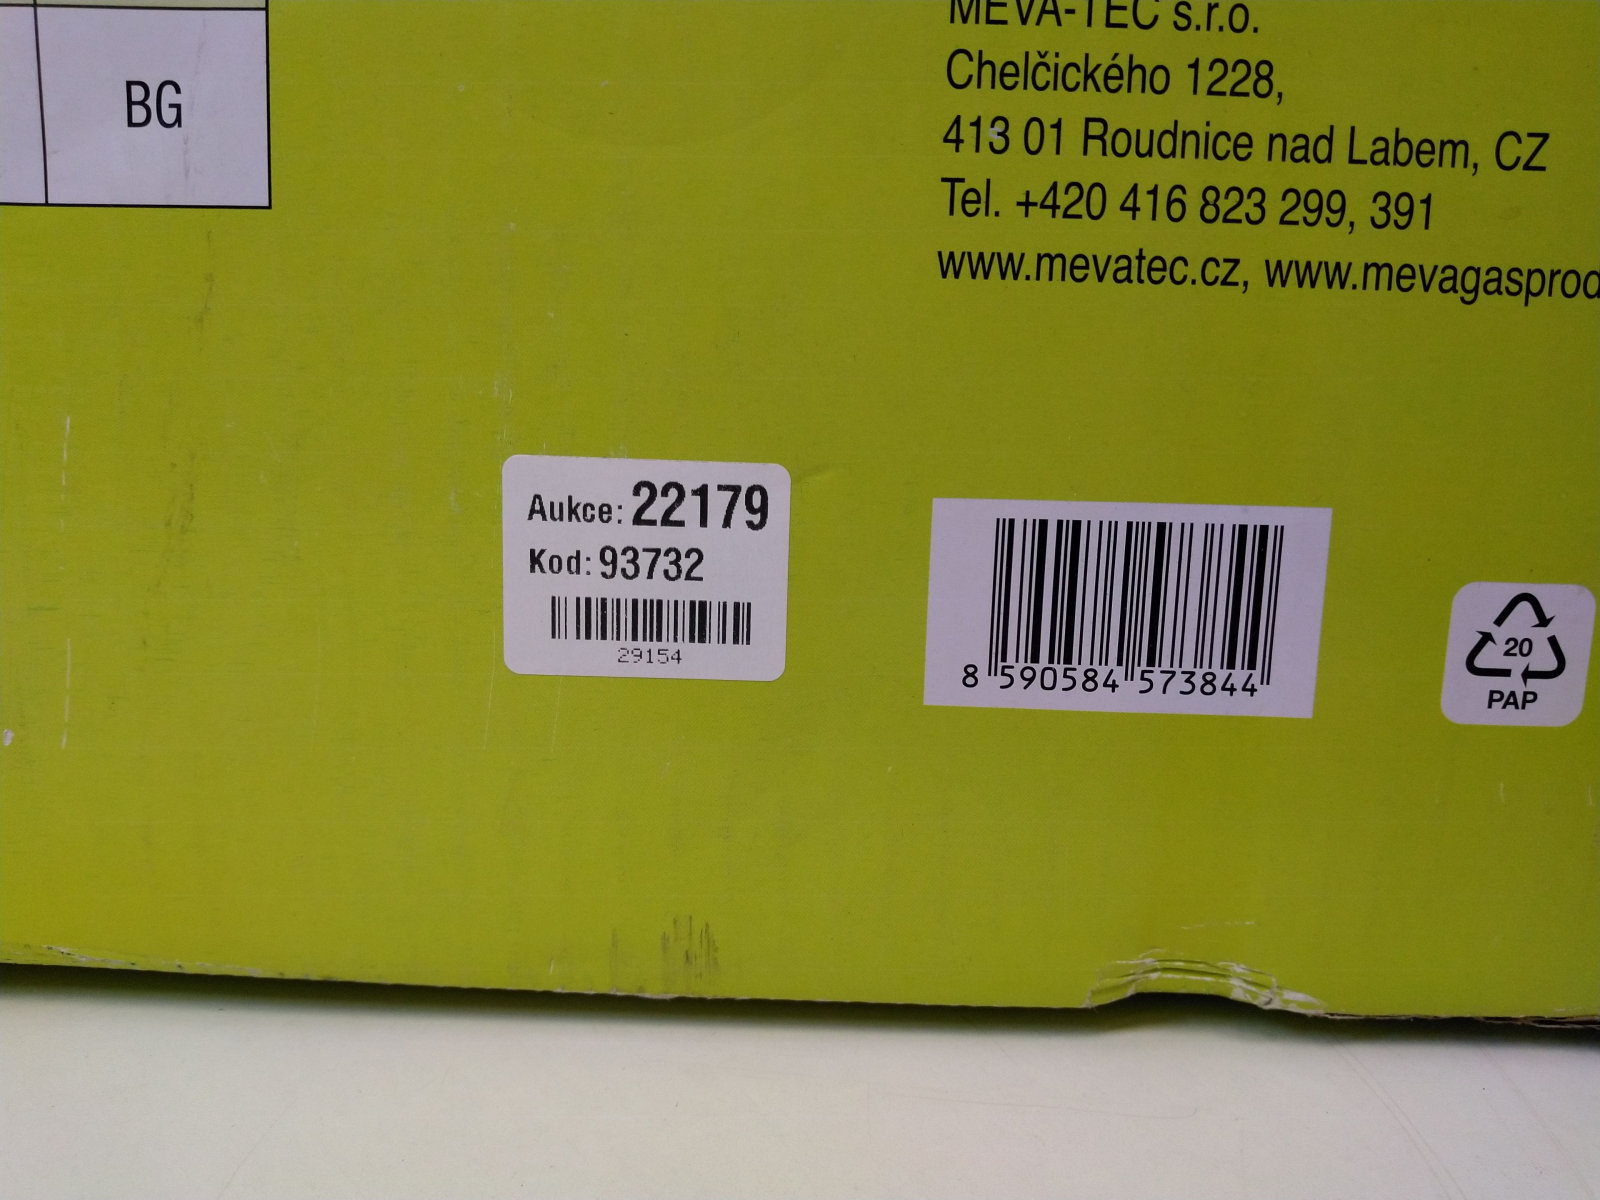 BG
MEVA-TEC s.r.o.
Chelčického 1228,
413 01 Roudnice nad Labem, CZ
Tel. +420 416 823 299, 391
www.mevatec.cz, www.mevagasprod
Aukce: 22179
Kod: 93732
29154
8 590584 573844
20
PAP